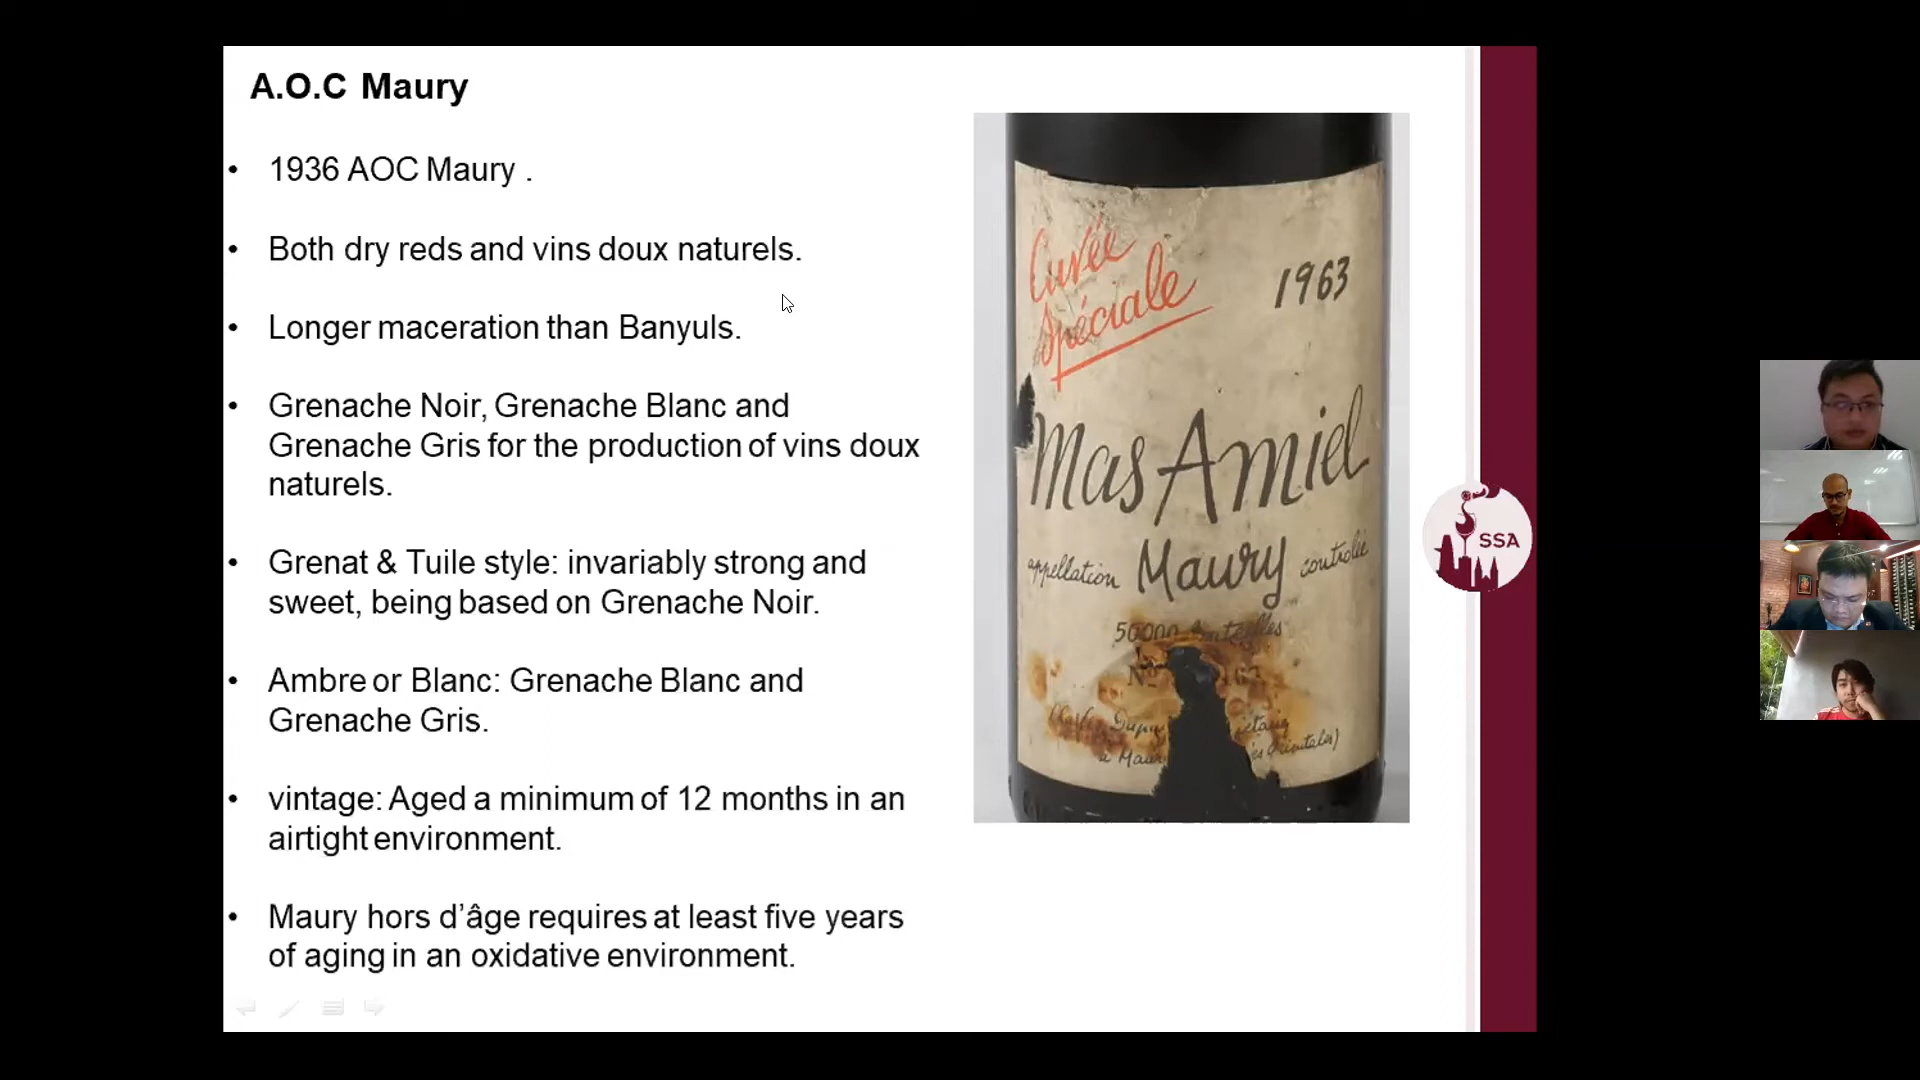 A.O.C Maury
• 1936 AOC Maury .
• Both dry reds and vins doux naturels.
• Longer maceration than Banyuls.
• Grenache Noir, Grenache Blanc and
Grenache Gris for the production of vins doux
naturels.
• Grenat & Tuile style: invariably strong and
sweet, being based on Grenache Noir.
• Ambre or Blanc: Grenache Blanc and
Grenache Gris.
• vintage: Aged a minimum of 12 months in an
airtight environment.
• Maury hors d’âge requires at least five years
of aging in an oxidative environment.
Cuvée
Spéciale
1963
Mas Amiel
appellation Maury controlée
50000 bouteilles
No
à Maury
SSA